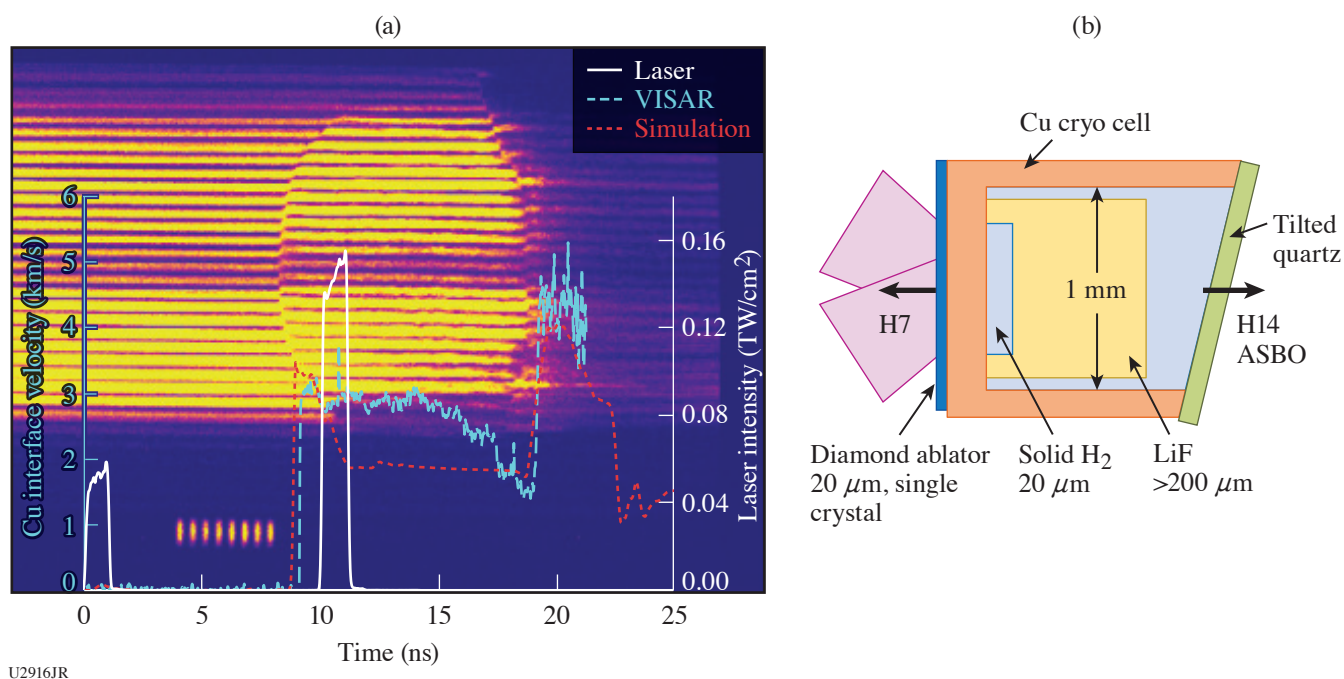 (a)
Laser
VISAR
Simulation
Cu interface velocity (km/s)
6
5
4
3
2
1
0
Laser intensity (TW/cm2)
0.16
0.12
0.08
0.04
0.00
0 5 10 15 20 25
Time (ns)
U2916JR
(b)
Cu cryo cell
Tilted
quartz
1 mm
H7
H14
ASBO
Diamond ablator
20 μm, single
crystal
Solid H2
20 μm
LiF
>200 μm